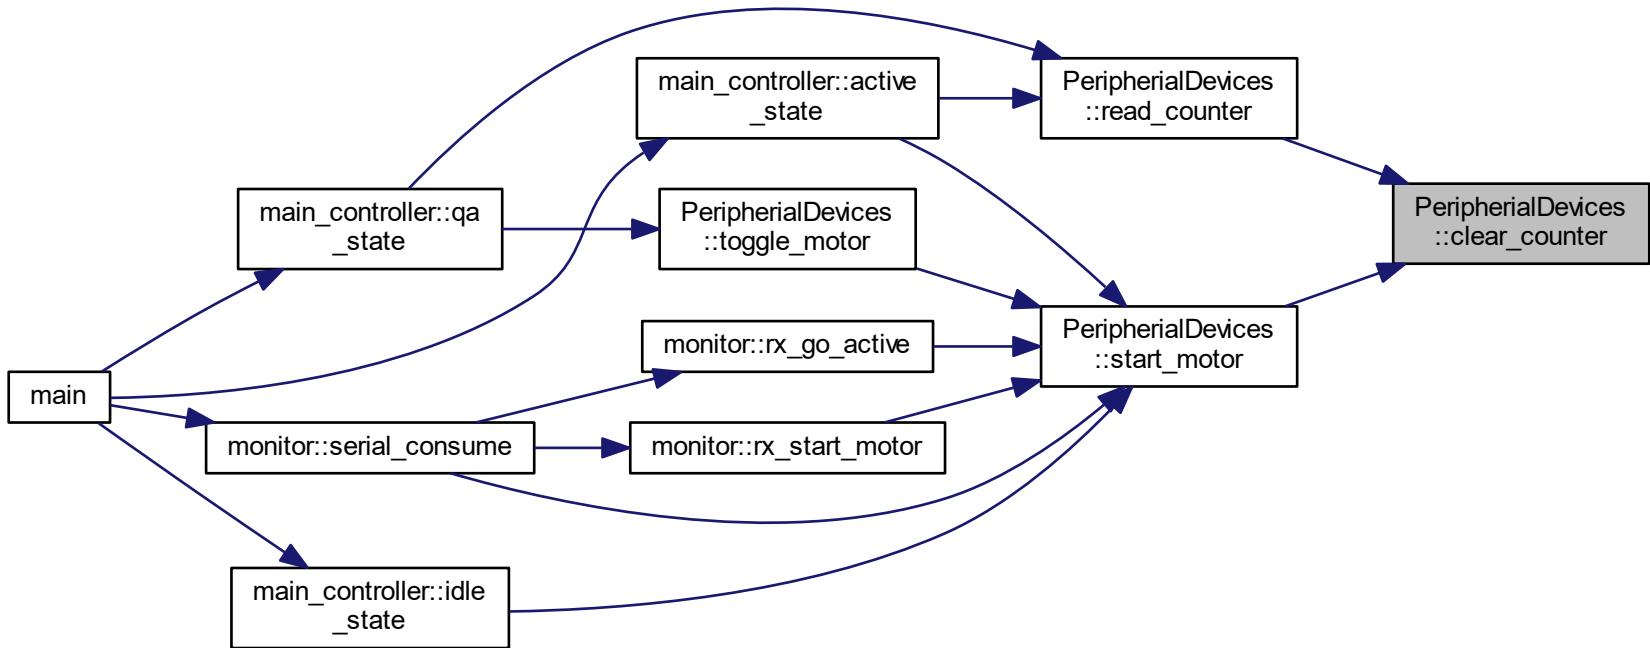 main_controller::active
_state
PeripherialDevices
::read_counter
main_controller::qa
_state
PeripherialDevices
::toggle_motor
PeripherialDevices
::clear_counter
monitor::rx_go_active
PeripherialDevices
::start_motor
main
monitor::serial_consume
monitor::rx_start_motor
main_controller::idle
_state